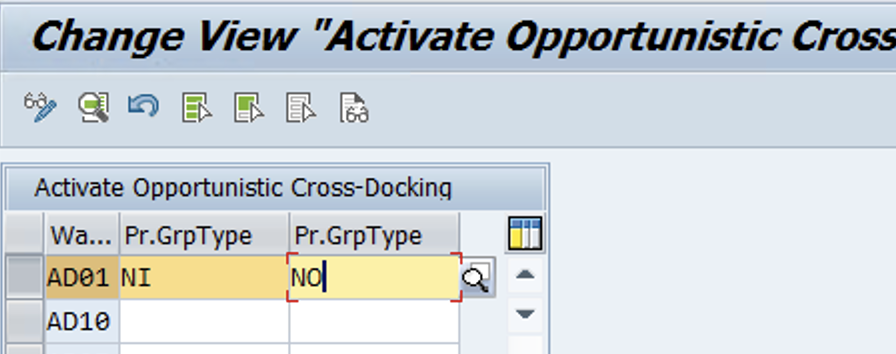 Change View "Activate Opportunistic Cross
Activate Opportunistic Cross-Docking
Wa... Pr.GrpType Pr.GrpType
AD01 NI NO
AD10